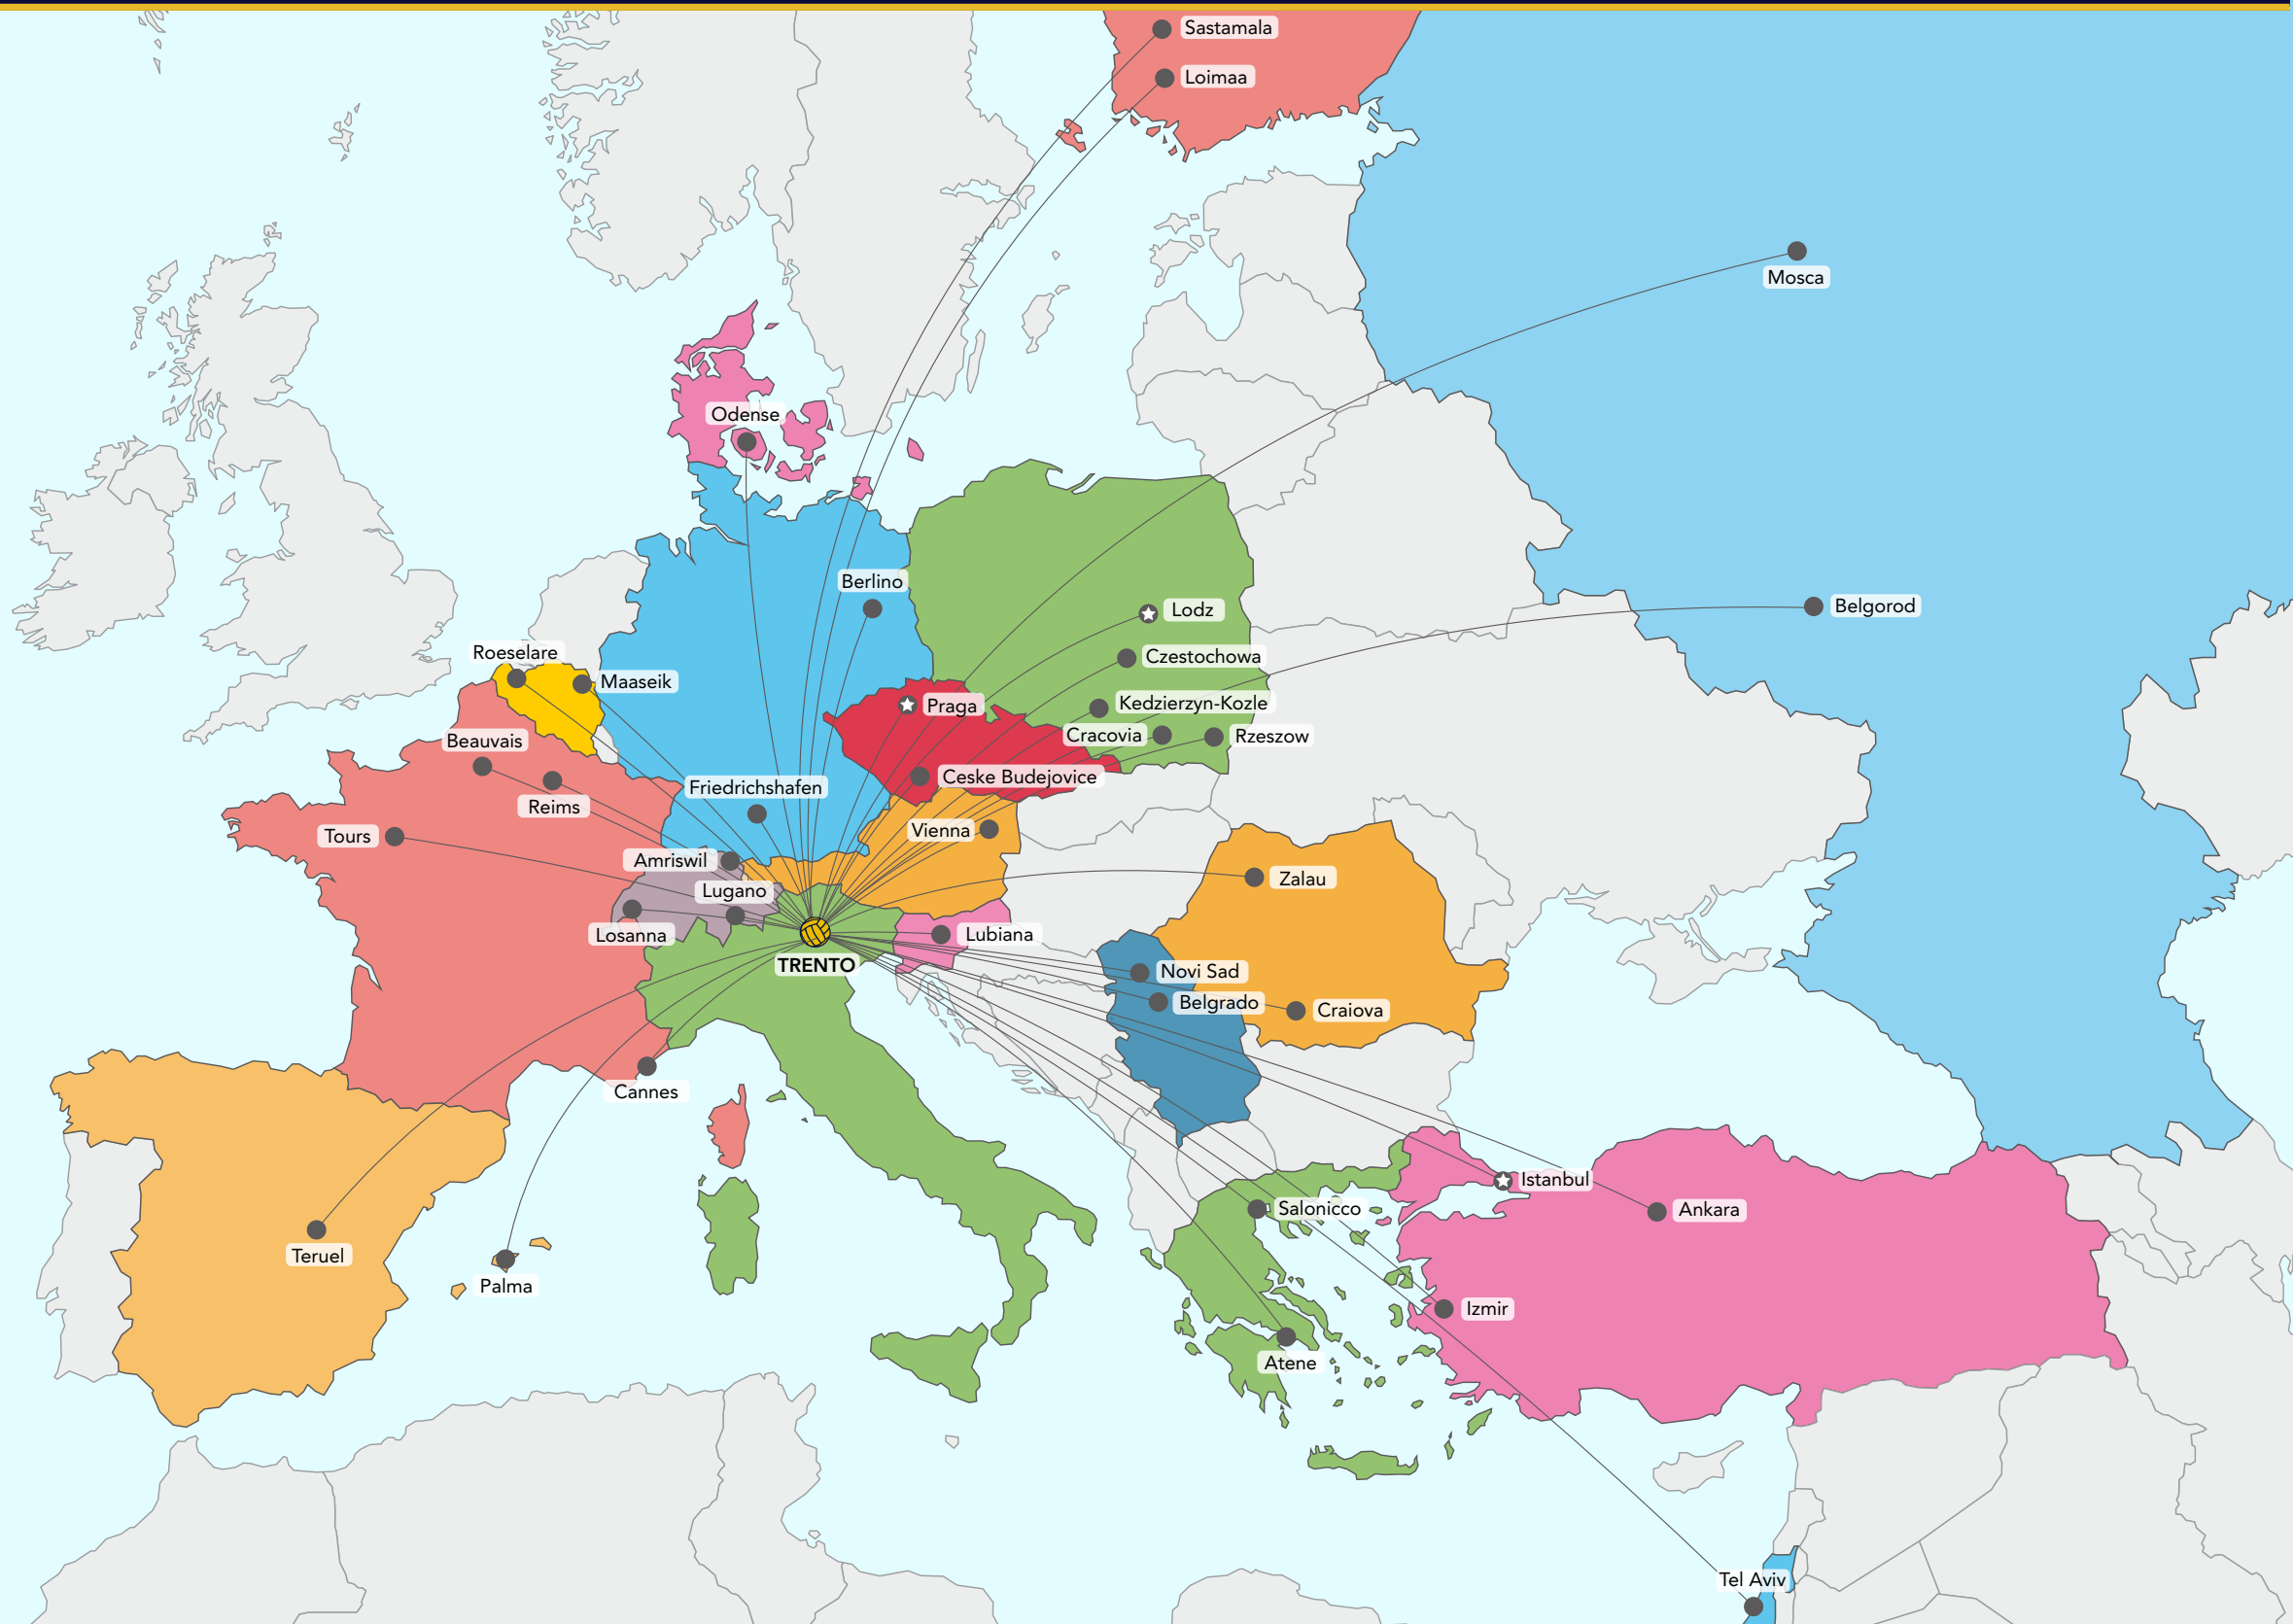 Sastamala
Loimaa
Mosca
Odense
Berlino
Belgorod
Lodz
Roeselare
Czestochowa
Maaseik
Kedzierzyn-Kozle
Praga
Cracovia
Rzeszow
Beauvais
Ceske Budejovice
Friedrichshafen
Reims
Vienna
Tours
Amriswil
Zalau
Lugano
Losanna
Lubiana
TRENTO
Novi Sad
Belgrado
Craiova
Cannes
Istanbul
Salonicco
Ankara
Teruel
Palma
Izmir
Atene
Tel Aviv